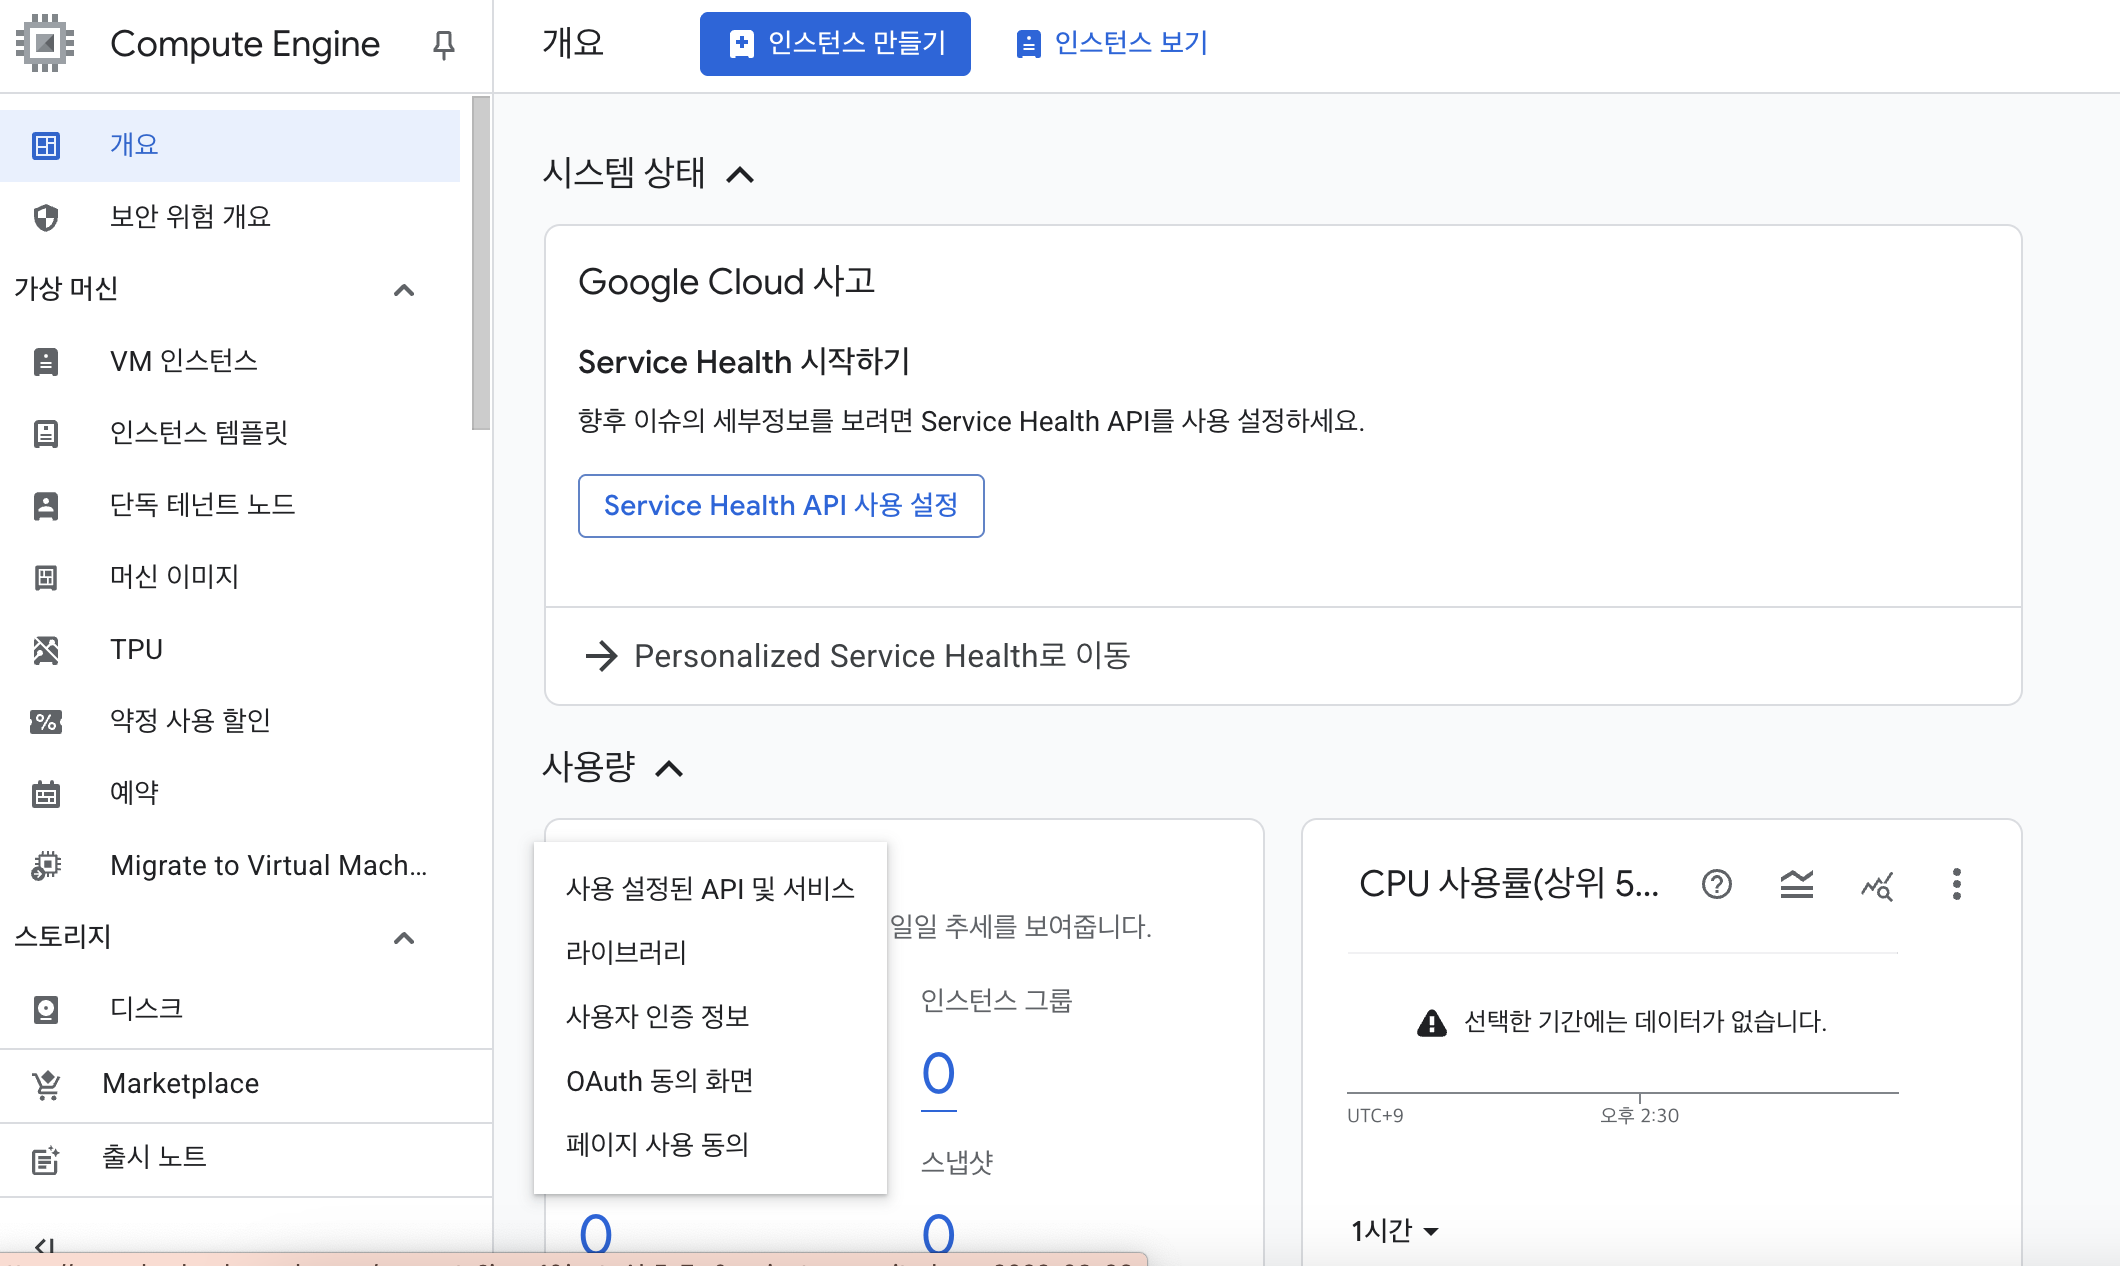 Compute Engine
개요
인스턴스 만들기
인스턴스 보기
개요
보안 위험 개요
가상 머신
VM 인스턴스
인스턴스 템플릿
단독 테넌트 노드
머신 이미지
TPU
약정 사용 할인
예약
Migrate to Virtual Mach...
스토리지
디스크
Marketplace
출시 노트
시스템 상태
Google Cloud 사고
Service Health 시작하기
향후 이슈의 세부정보를 보려면 Service Health API를 사용 설정하세요.
Service Health API 사용 설정
Personalized Service Health로 이동
사용량
사용 설정된 API 및 서비스
라이브러리
사용자 인증 정보
OAuth 동의 화면
페이지 사용 동의
일일 추세를 보여줍니다.
인스턴스 그룹
0
스냅샷
0
0
CPU 사용률(상위 5...
선택한 기간에는 데이터가 없습니다.
UTC+9
오후 2:30
1시간